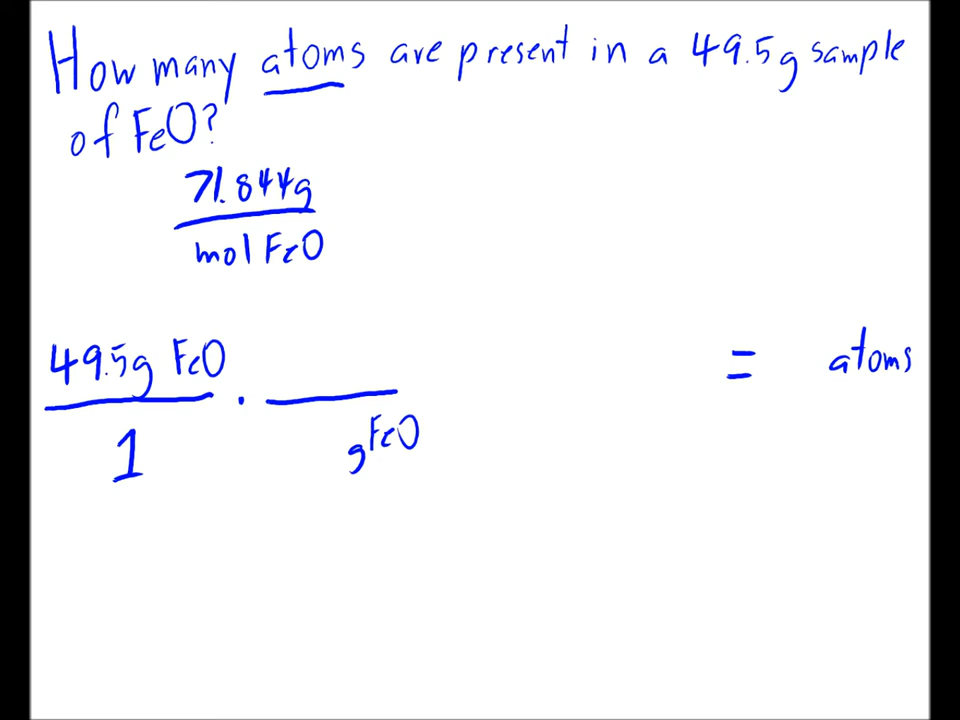 How many atoms are present in a 49.5g sample
of FeO?
71.844g
mol FeO
49.5g FeO
1
.
g FeO
= atoms